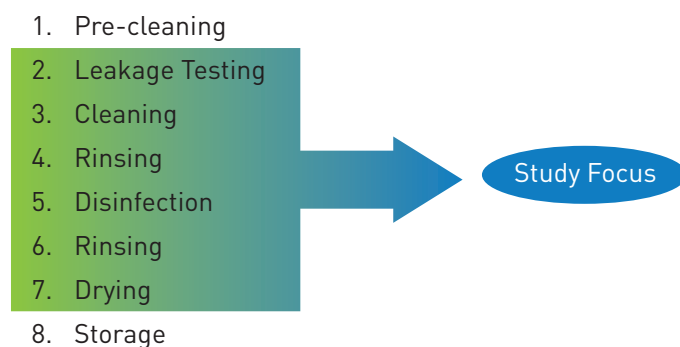 1. Pre-cleaning
2. Leakage Testing
3. Cleaning
4. Rinsing
5. Disinfection
6. Rinsing
7. Drying
8. Storage
Study Focus